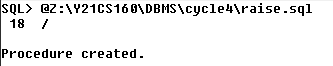 SQL> @Z:\Y21CS160\DBMS\cycle4\raise.sql
18  /
Procedure created.